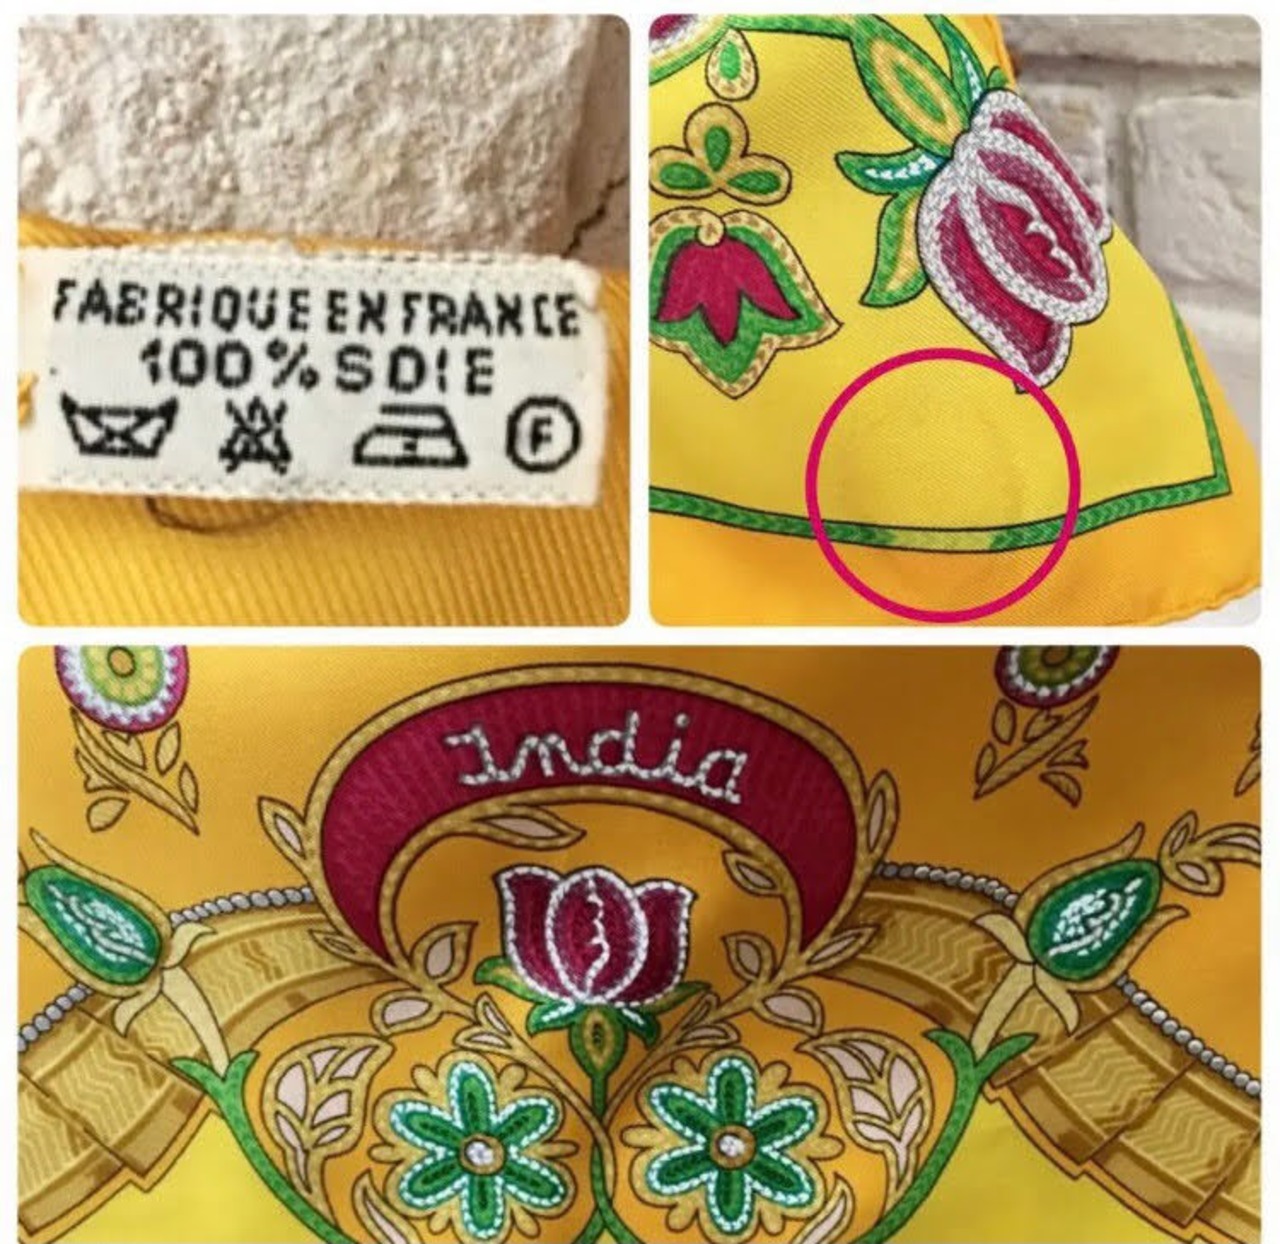 FABRIQUE EN FRANCE
100% SOIE
F
India